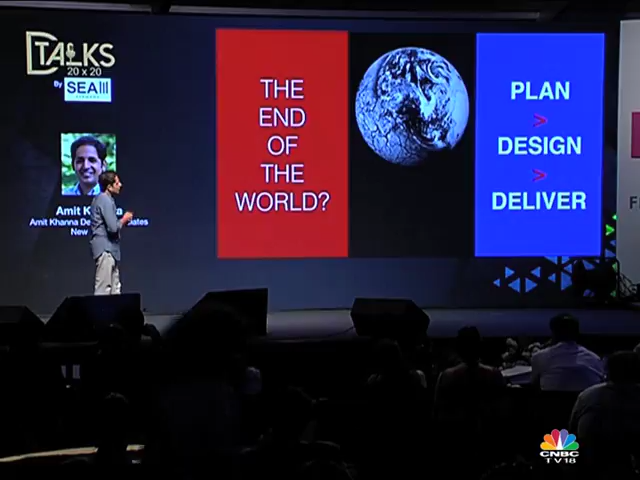 D TALKS
20 x 20
By SEA
THE
END
OF
THE
WORLD?
PLAN
>
DESIGN
>
DELIVER
Amit K
Amit Khanna De
New
CNBC
TV18